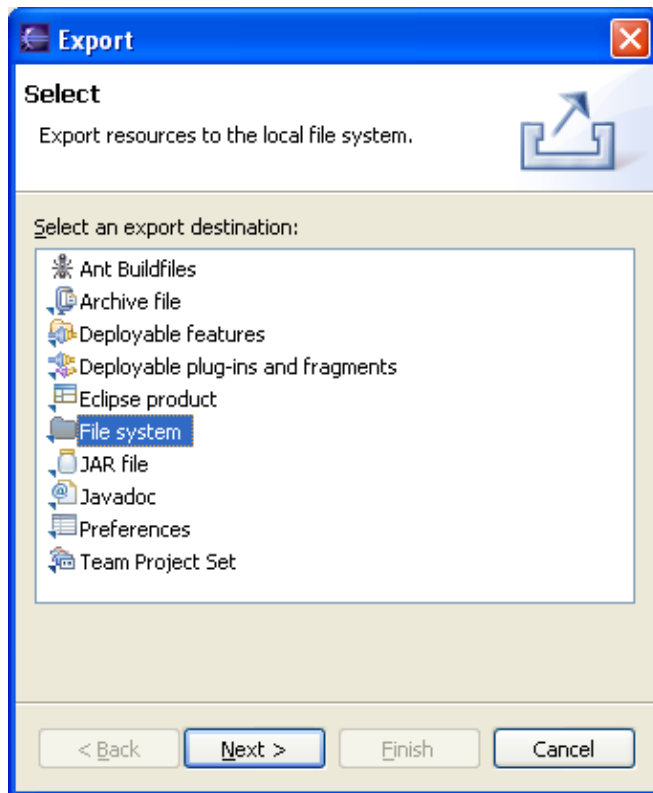 Export
Select
Export resources to the local file system.
Select an export destination:
Ant Buildfiles
Archive file
Deployable features
Deployable plug-ins and fragments
Eclipse product
File system
JAR file
Javadoc
Preferences
Team Project Set
< Back Next > Finish Cancel